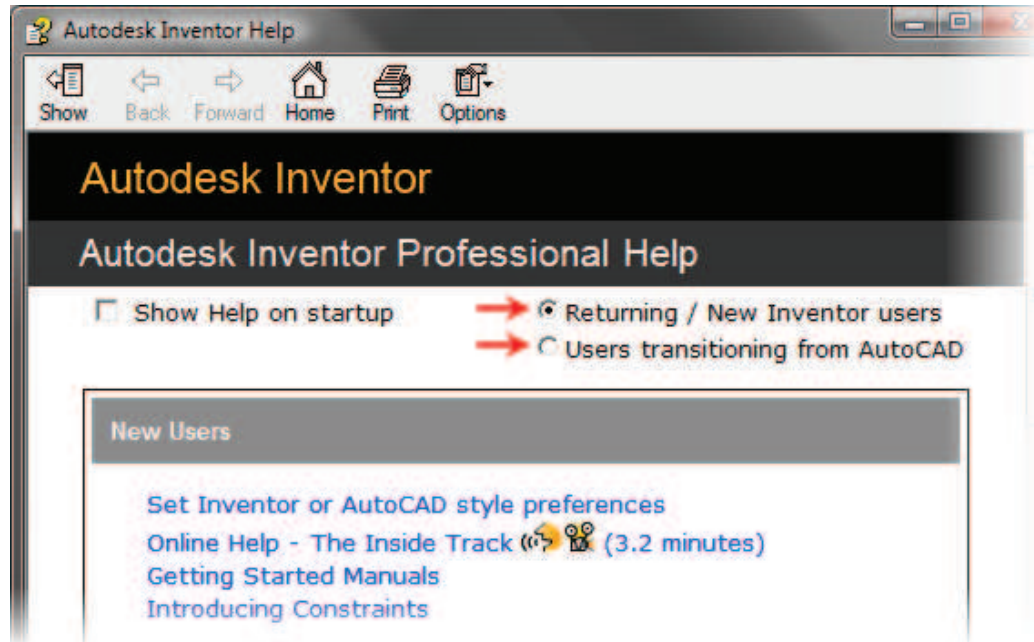 Autodesk Inventor Help
Show Back Forward Home Print Options
Autodesk Inventor
Autodesk Inventor Professional Help
Show Help on startup
Returning / New Inventor users
Users transitioning from AutoCAD
New Users
Set Inventor or AutoCAD style preferences
Online Help - The Inside Track (3.2 minutes)
Getting Started Manuals
Introducing Constraints